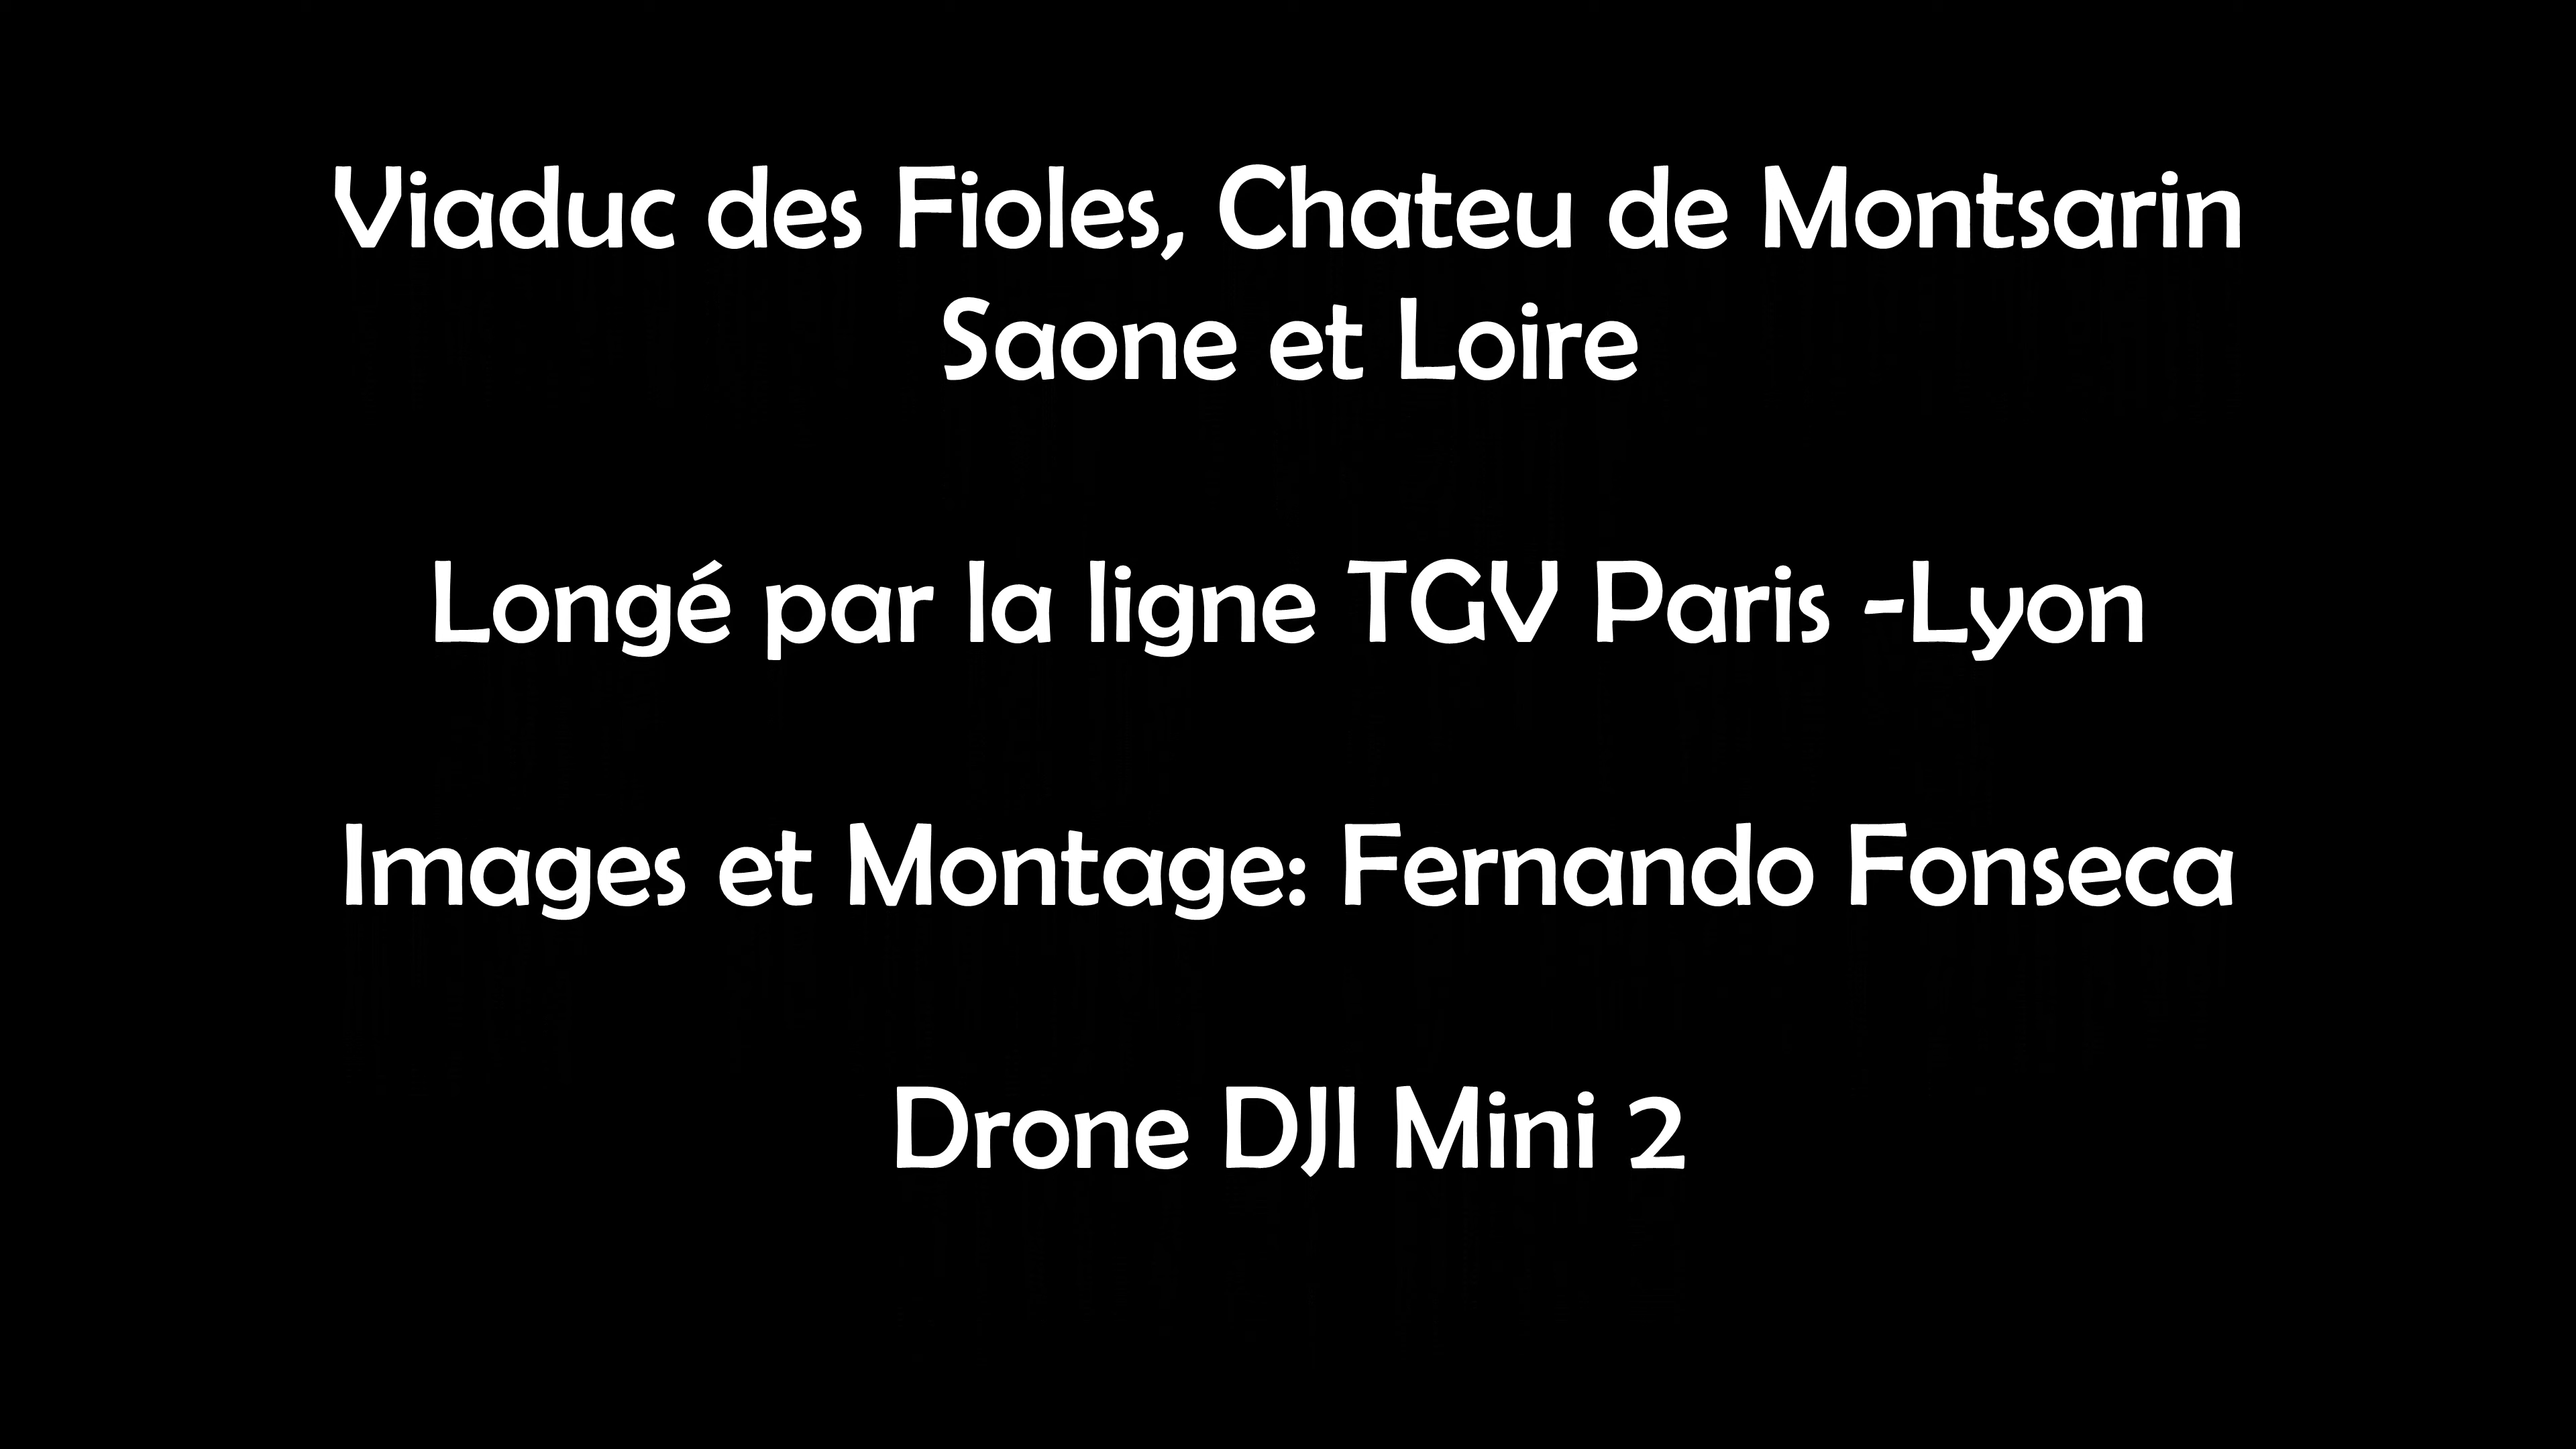 Viaduc des Fioles, Chateu de Montsarin
Saone et Loire
Longé par la ligne TGV Paris -Lyon
Images et Montage: Fernando Fonseca
Drone DJI Mini 2